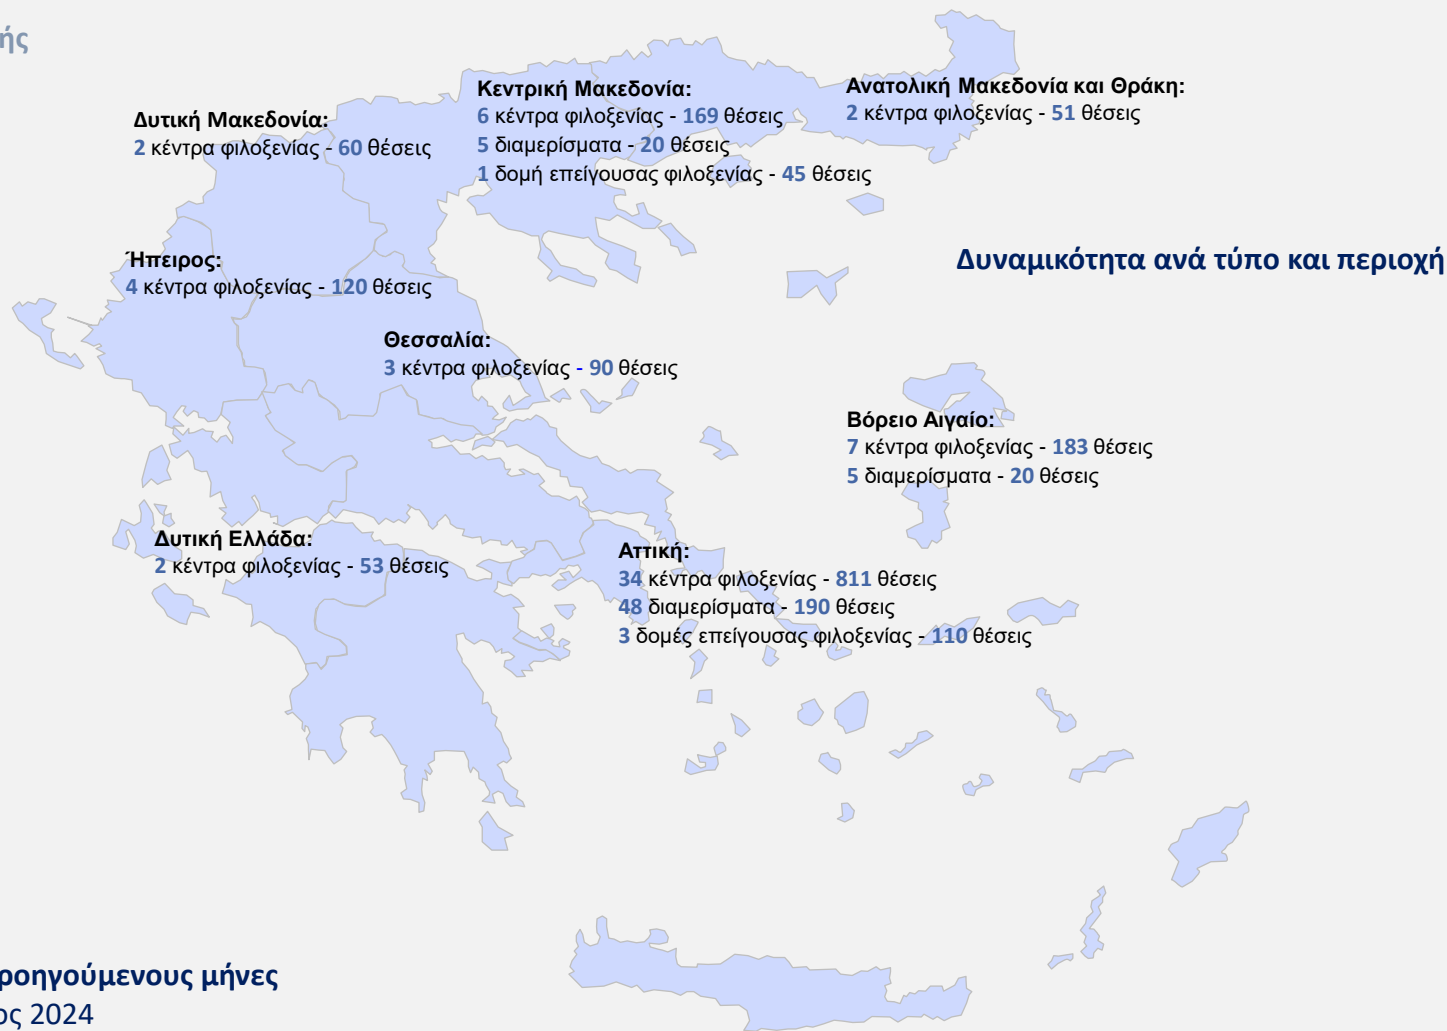 ής
Κεντρική Μακεδονία:
6 κέντρα φιλοξενίας - 169 θέσεις
5 διαμερίσματα - 20 θέσεις
1 δομή επείγουσας φιλοξενίας - 45 θέσεις
Ανατολική Μακεδονία και Θράκη:
2 κέντρα φιλοξενίας - 51 θέσεις
Δυτική Μακεδονία:
2 κέντρα φιλοξενίας - 60 θέσεις
Ήπειρος:
4 κέντρα φιλοξενίας - 120 θέσεις
Δυναμικότητα ανά τύπο και περιοχή
Θεσσαλία:
3 κέντρα φιλοξενίας - 90 θέσεις
Βόρειο Αιγαίο:
7 κέντρα φιλοξενίας - 183 θέσεις
5 διαμερίσματα - 20 θέσεις
Δυτική Ελλάδα:
2 κέντρα φιλοξενίας - 53 θέσεις
Αττική:
34 κέντρα φιλοξενίας - 811 θέσεις
48 διαμερίσματα - 190 θέσεις
3 δομές επείγουσας φιλοξενίας - 110 θέσεις
ροηγούμενους μήνες
ος 2024